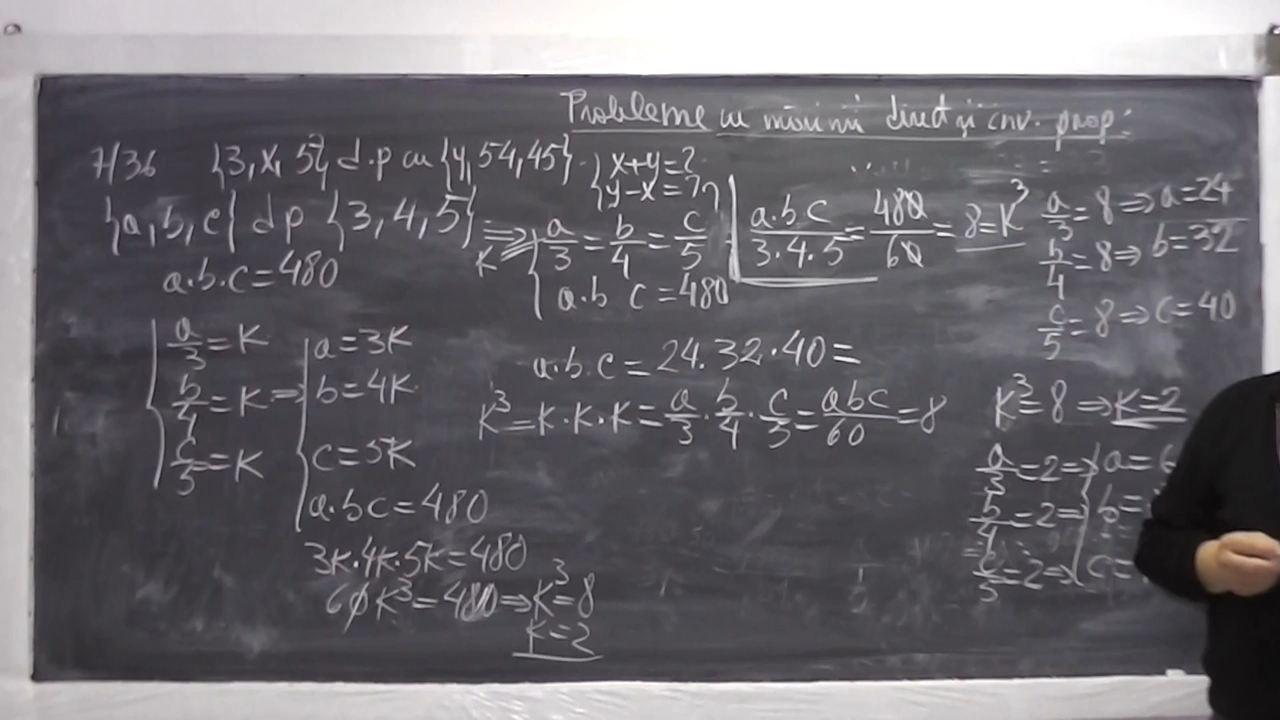 Probleme cu mărimi direct și inv. prop:
7/36 {3, x, 5} d.p cu {y, 54, 45} { x+y=?
{ y-x=?
{a, b, c} dp {3, 4, 5} ⇒ K
a·b·c=480
{ a/3 = b/4 = c/5
a·b c=480
a·b·c/3·4·5 = 480/60 = 8=K³
a/3=8⇒a=24
b/4=8⇒b=32
c/5=8⇒c=40
{ a/3=K
b/4=K ⇒
c/5=K
{ a=3K
b=4K
c=5K
a·bc=480
3K·4K·5K=480
60K³=480⇒K³=8
K=2
a·b·c=24·32·40=
K³=K·K·K=a/3·b/4·c/5=abc/60=8
K³=8⇒K=2
a/3=2⇒{ a=6
b/4=2⇒ b=
c/5=2⇒ c=